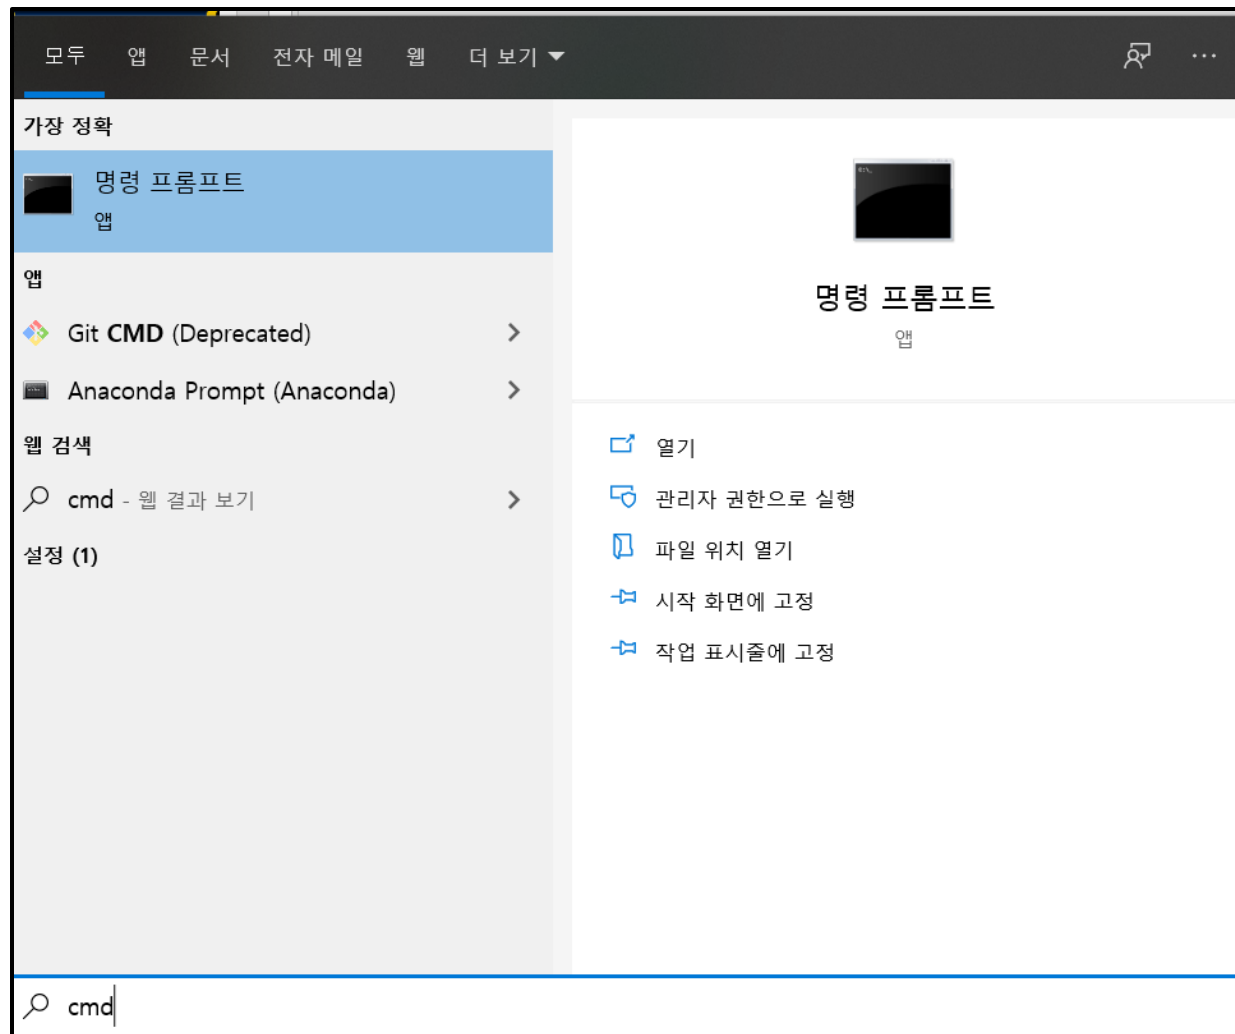 모두 앱 문서 전자 메일 웹 더 보기
가장 정확
명령 프롬프트
앱
앱
Git CMD (Deprecated)
Anaconda Prompt (Anaconda)
웹 검색
cmd - 웹 결과 보기
설정 (1)
명령 프롬프트
앱
열기
관리자 권한으로 실행
파일 위치 열기
시작 화면에 고정
작업 표시줄에 고정
cmd